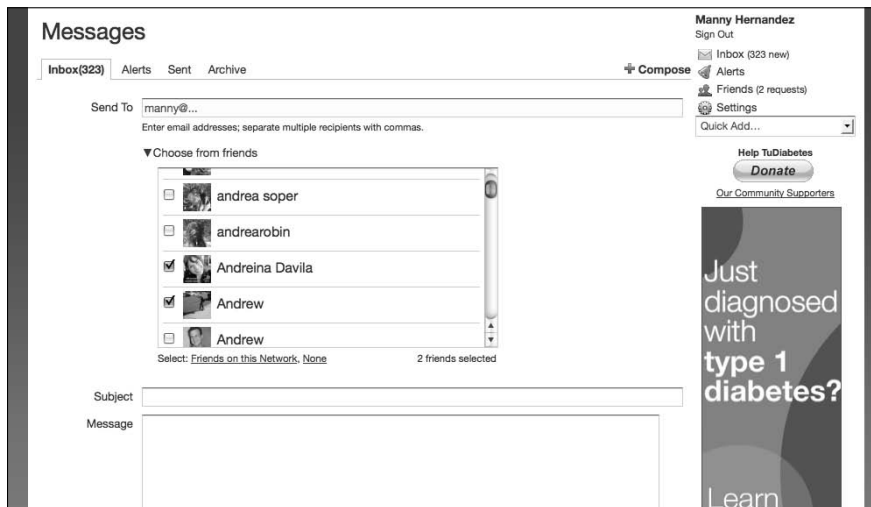 Messages
Inbox(323) Alerts Sent Archive
Compose
Send To manny@...
Enter email addresses; separate multiple recipients with commas.
▼Choose from friends
andrea soper
andrearobin
Andreina Davila
Andrew
Andrew
Select: Friends on this Network, None
2 friends selected
Subject
Message
Manny Hernandez
Sign Out
Inbox (323 new)
Alerts
Friends (2 requests)
Settings
Quick Add...
Help TuDiabetes
Donate
Our Community Supporters
Just
diagnosed
with
type 1
diabetes?
Learn